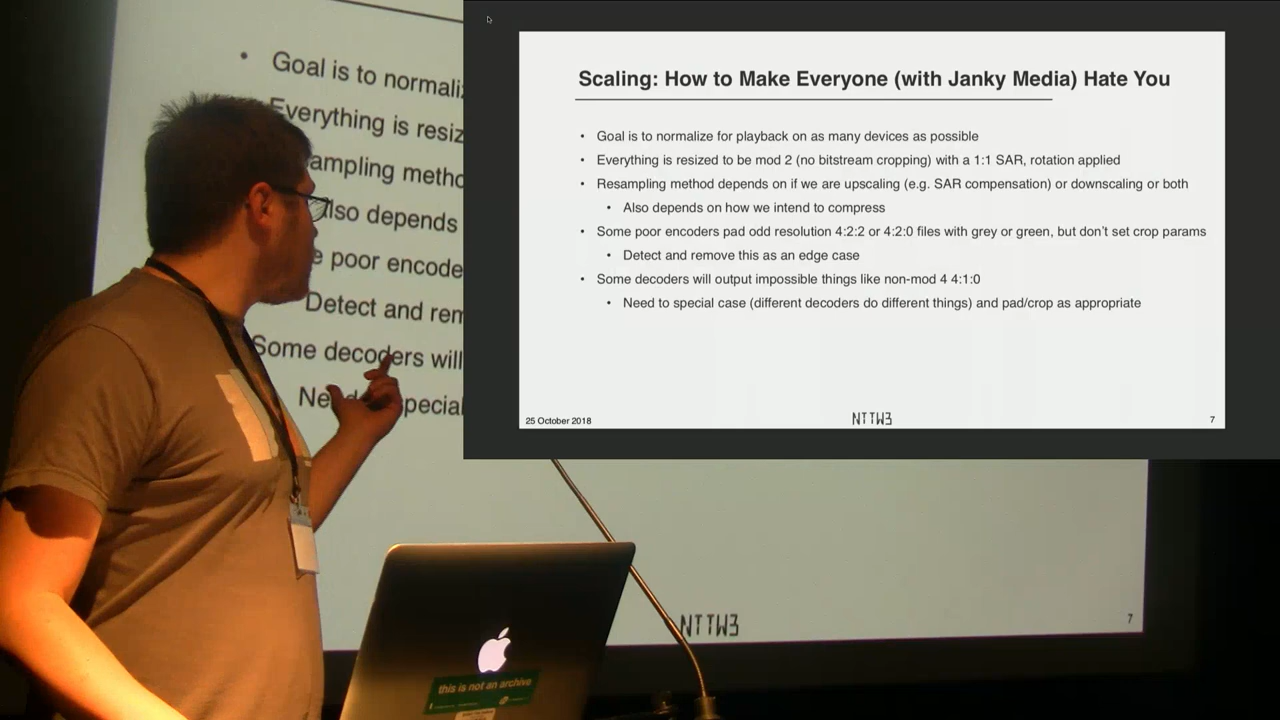 • Goal is to normali
Everything is resiz
ampling metho
lso depends
e poor encode
Detect and rem
Some decoders will
pecial
NTTW3
7
this is not an archive
Scaling: How to Make Everyone (with Janky Media) Hate You
• Goal is to normalize for playback on as many devices as possible
• Everything is resized to be mod 2 (no bitstream cropping) with a 1:1 SAR, rotation applied
• Resampling method depends on if we are upscaling (e.g. SAR compensation) or downscaling or both
• Also depends on how we intend to compress
• Some poor encoders pad odd resolution 4:2:2 or 4:2:0 files with grey or green, but don't set crop params
• Detect and remove this as an edge case
• Some decoders will output impossible things like non-mod 4 4:1:0
• Need to special case (different decoders do different things) and pad/crop as appropriate
25 October 2018
NTTW3
7